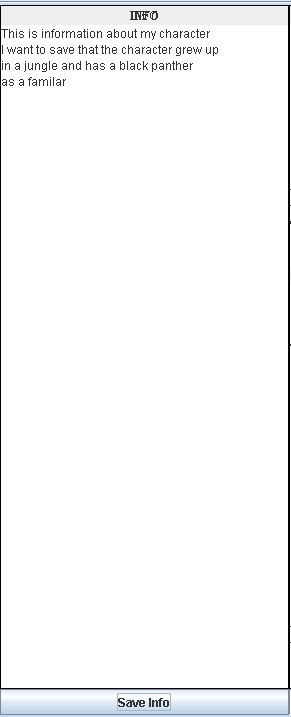 INFO
This is information about my character
I want to save that the character grew up
in a jungle and has a black panther
as a familar
Save Info